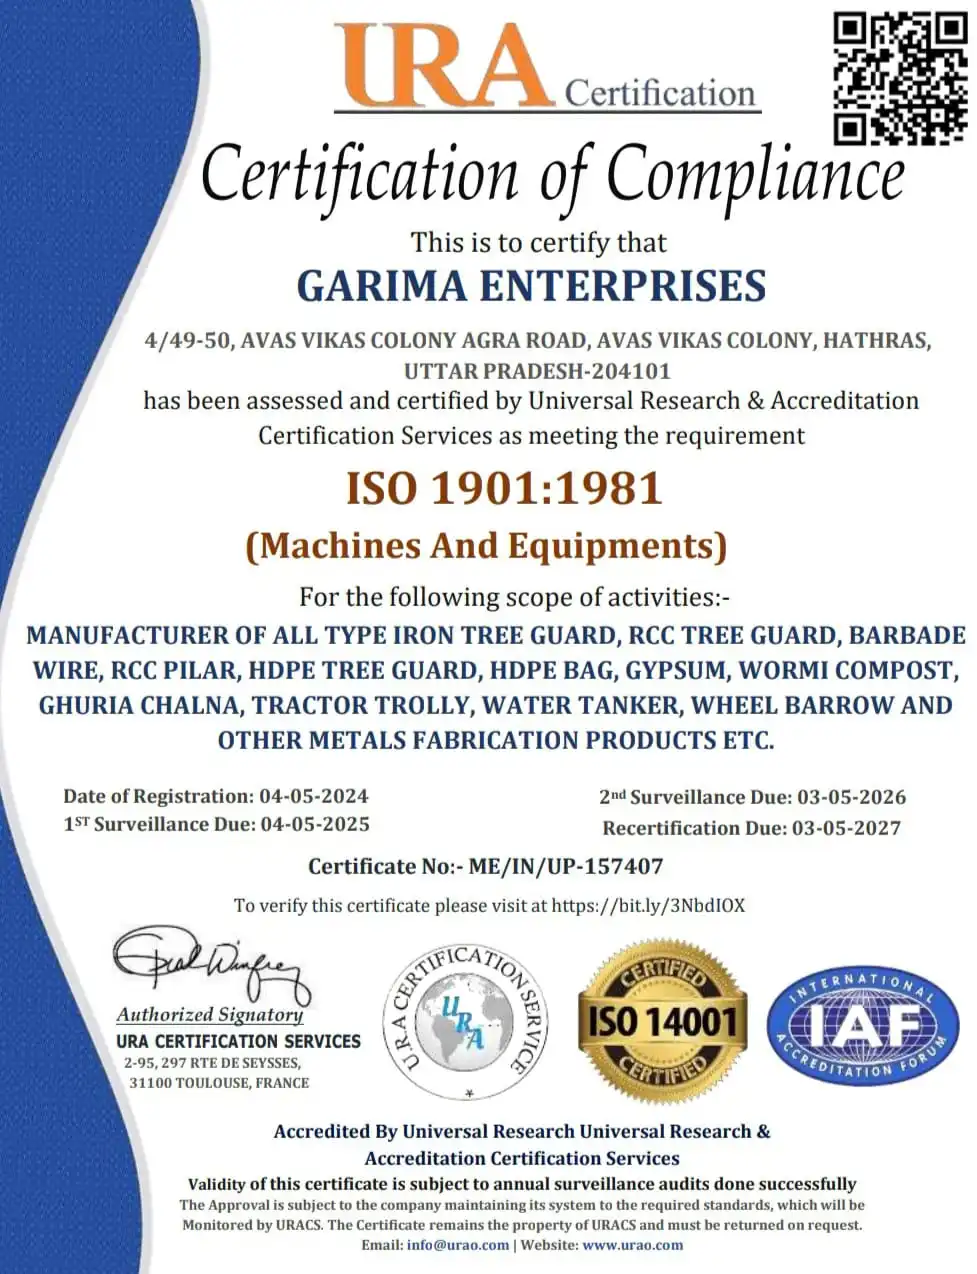 URA Certification
Certification of Compliance
This is to certify that
GARIMA ENTERPRISES
4/49-50, AVAS VIKAS COLONY AGRA ROAD, AVAS VIKAS COLONY, HATHRAS,
UTTAR PRADESH-204101
has been assessed and certified by Universal Research & Accreditation
Certification Services as meeting the requirement
ISO 1901:1981
(Machines And Equipments)
For the following scope of activities:-
MANUFACTURER OF ALL TYPE IRON TREE GUARD, RCC TREE GUARD, BARBADE
WIRE, RCC PILAR, HDPE TREE GUARD, HDPE BAG, GYPSUM, WORMI COMPOST,
GHURIA CHALNA, TRACTOR TROLLY, WATER TANKER, WHEEL BARROW AND
OTHER METALS FABRICATION PRODUCTS ETC.
Date of Registration: 04-05-2024
1ST Surveillance Due: 04-05-2025
2nd Surveillance Due: 03-05-2026
Recertification Due: 03-05-2027
Certificate No:- ME/IN/UP-157407
To verify this certificate please visit at https://bit.ly/3NbdIOX
Authorized Signatory
URA CERTIFICATION SERVICES
2-95, 297 RTE DE SEYSSES,
31100 TOULOUSE, FRANCE
URA CERTIFICATION SERVICE
URA
*
CERTIFIED
ISO 14001
CERTIFIED
INTERNATIONAL
IAF
ACCREDITATION FORUM
Accredited By Universal Research Universal Research &
Accreditation Certification Services
Validity of this certificate is subject to annual surveillance audits done successfully
The Approval is subject to the company maintaining its system to the required standards, which will be
Monitored by URACS. The Certificate remains the property of URACS and must be returned on request.
Email: info@urao.com | Website: www.urao.com